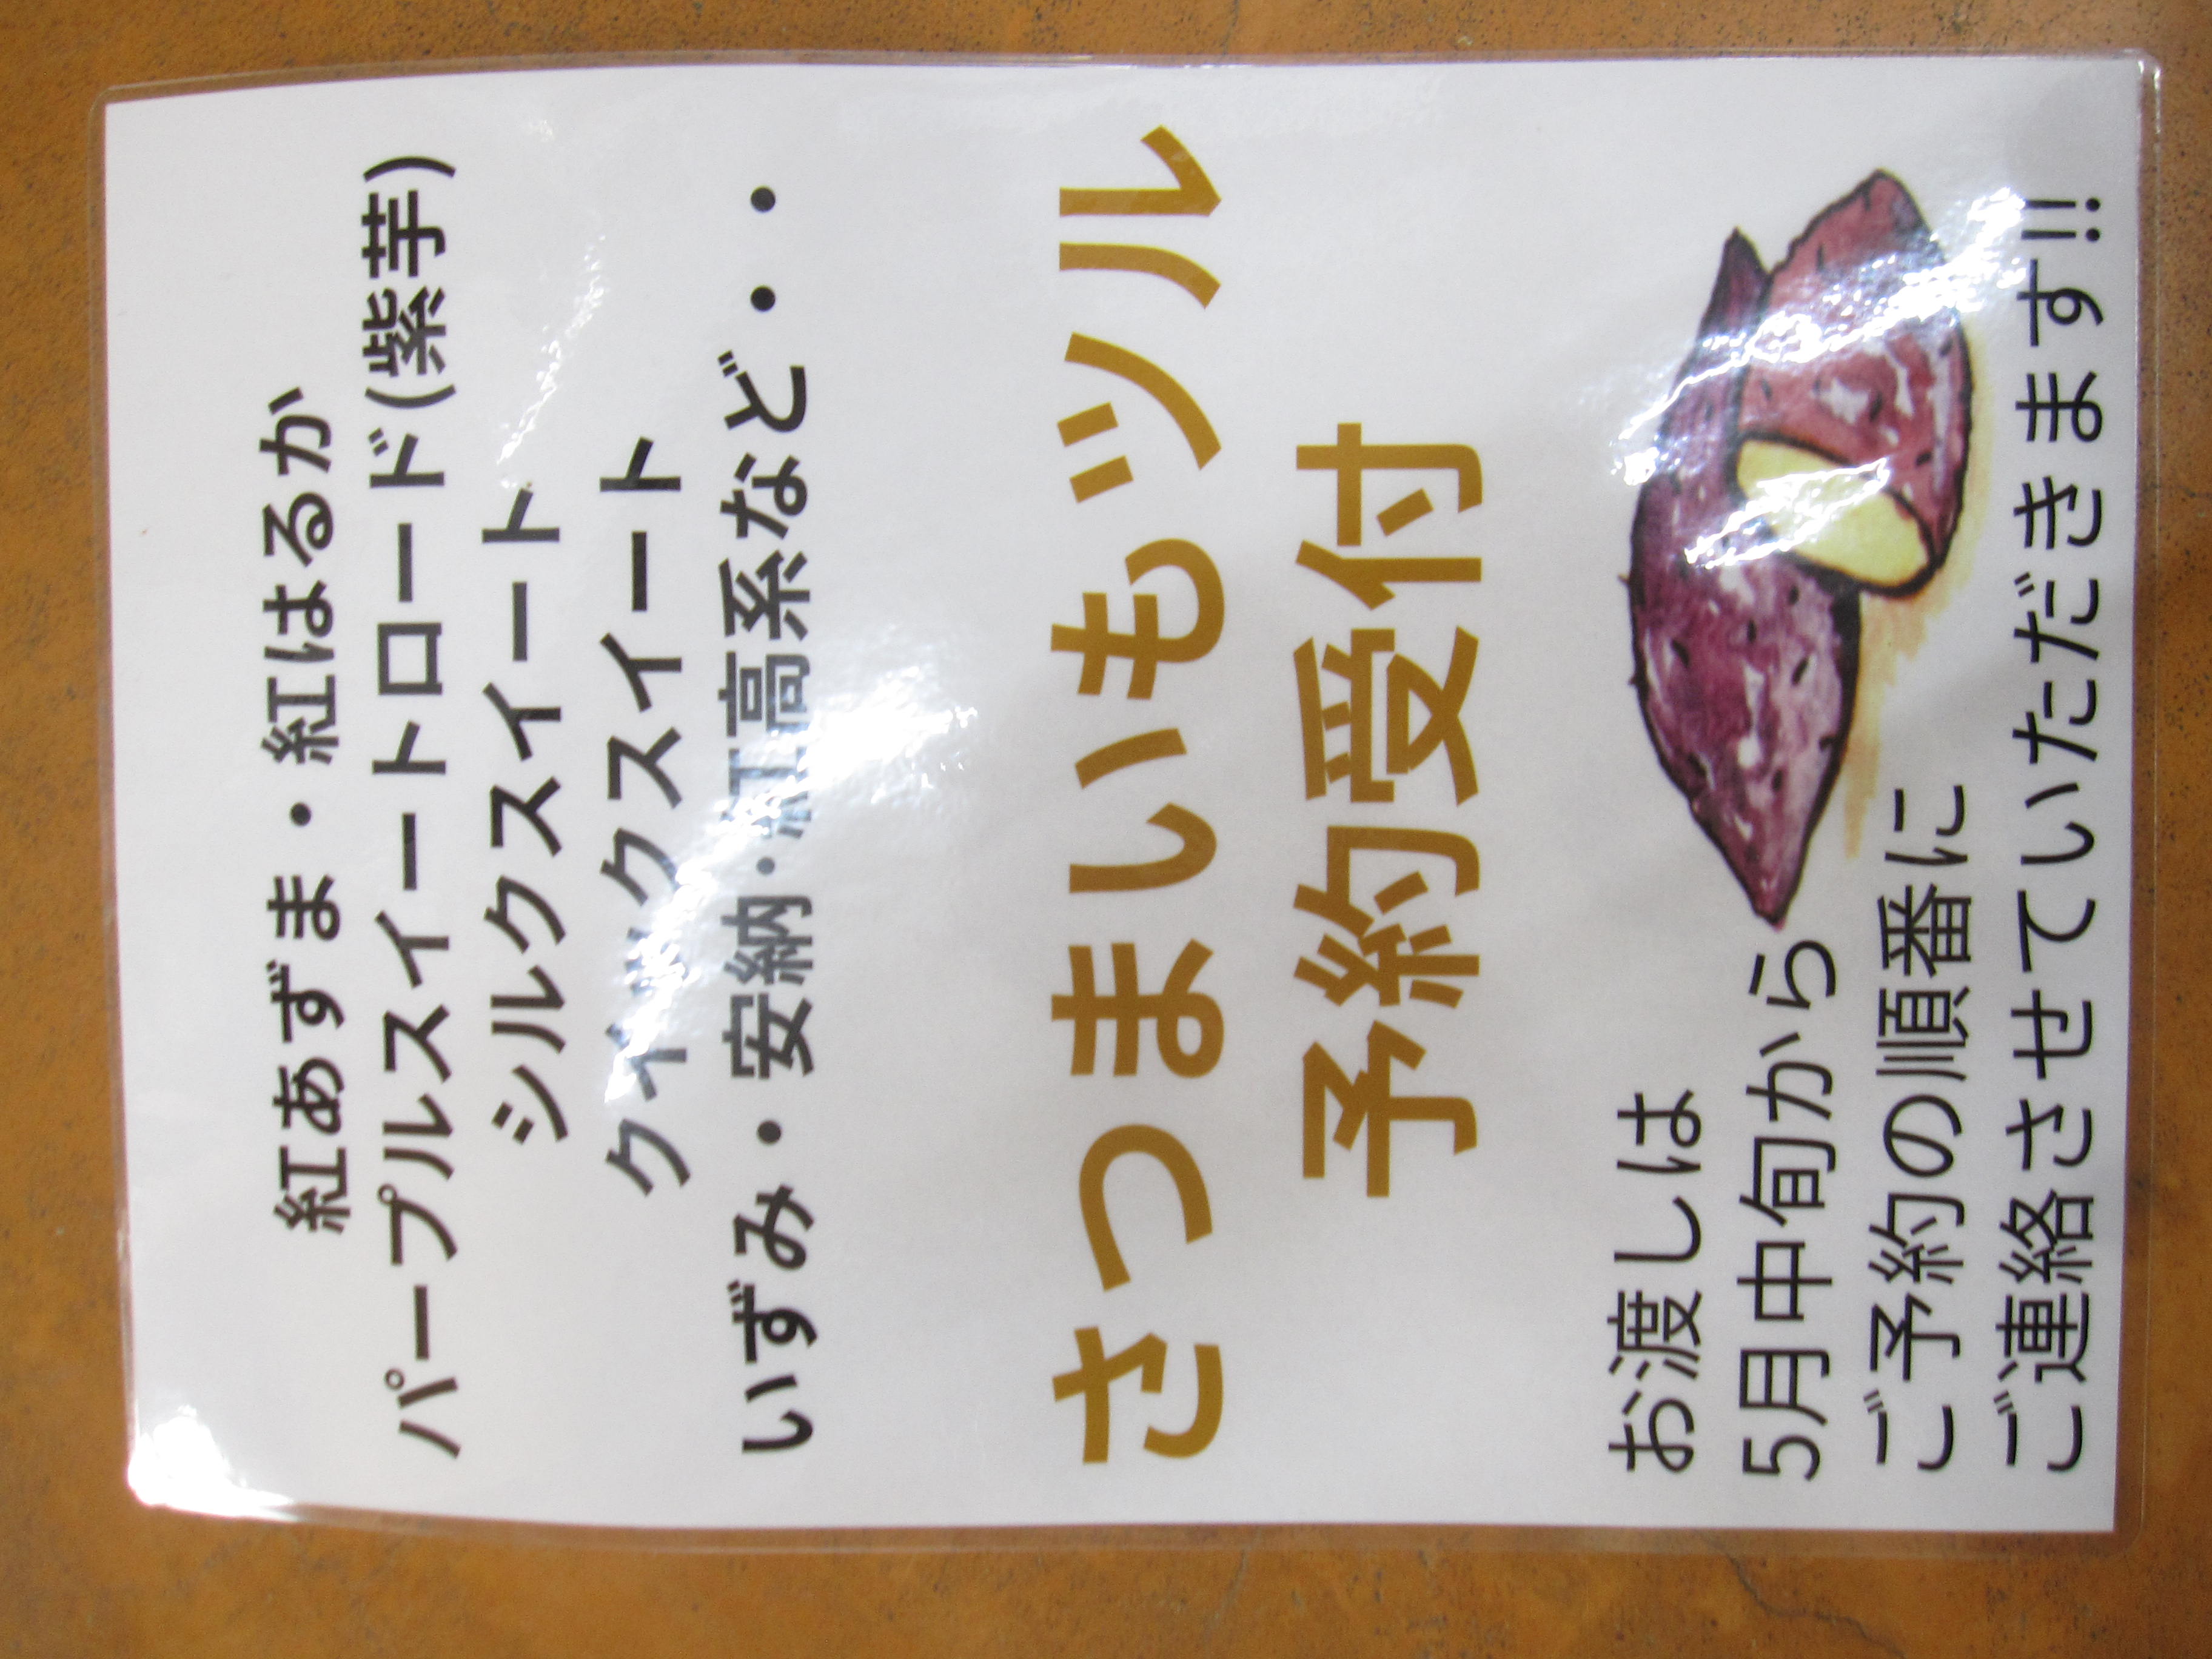 紅あずま・紅はるか
パープルスイートロード(紫芋)
シルクスイート
クイックスイート
いずみ・安納・紅高系など・・
さつまいもツル
予約受付
お渡しは
5月中旬から
ご予約の順番に
ご連絡させていただきます!!